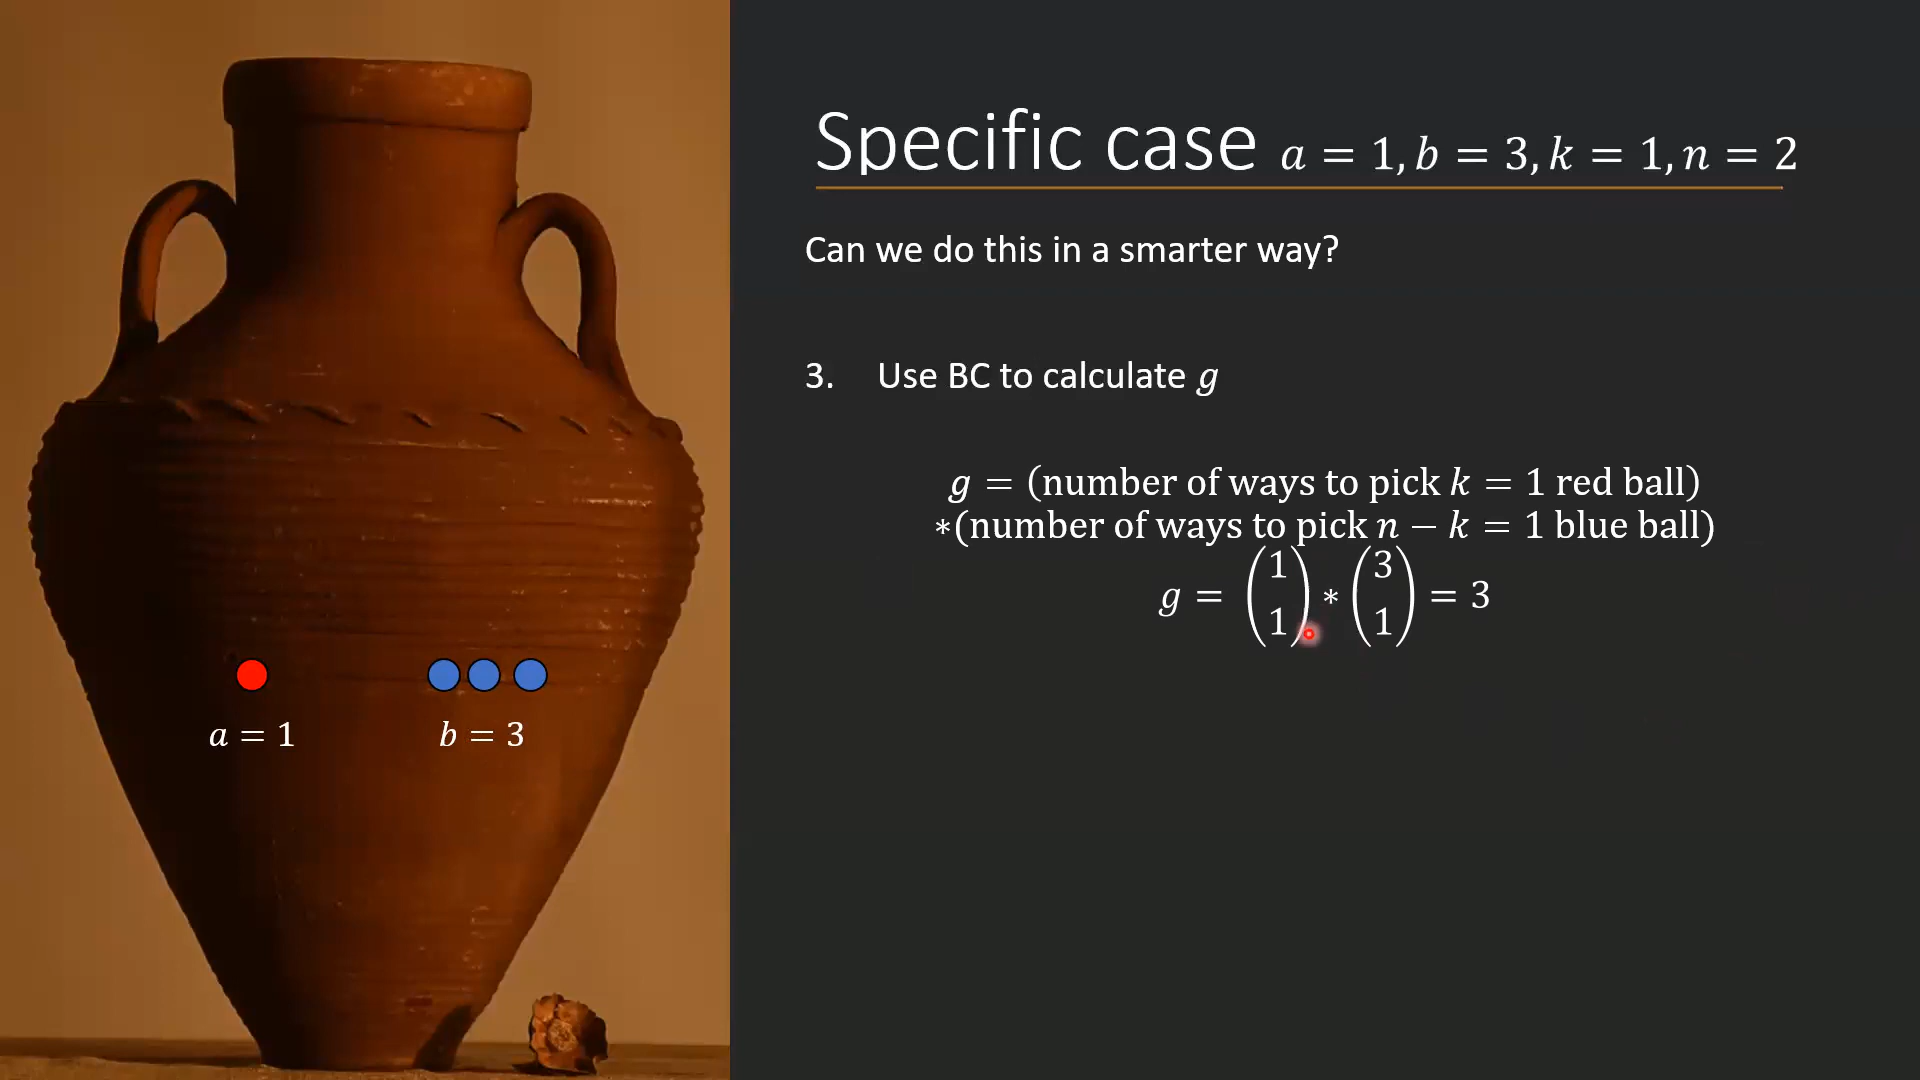 Specific case a = 1, b = 3, k = 1, n = 2
Can we do this in a smarter way?
3. Use BC to calculate g
g = (number of ways to pick k = 1 red ball)
∗(number of ways to pick n − k = 1 blue ball)
g = (1 1) ∗ (3 1) = 3
a = 1
b = 3